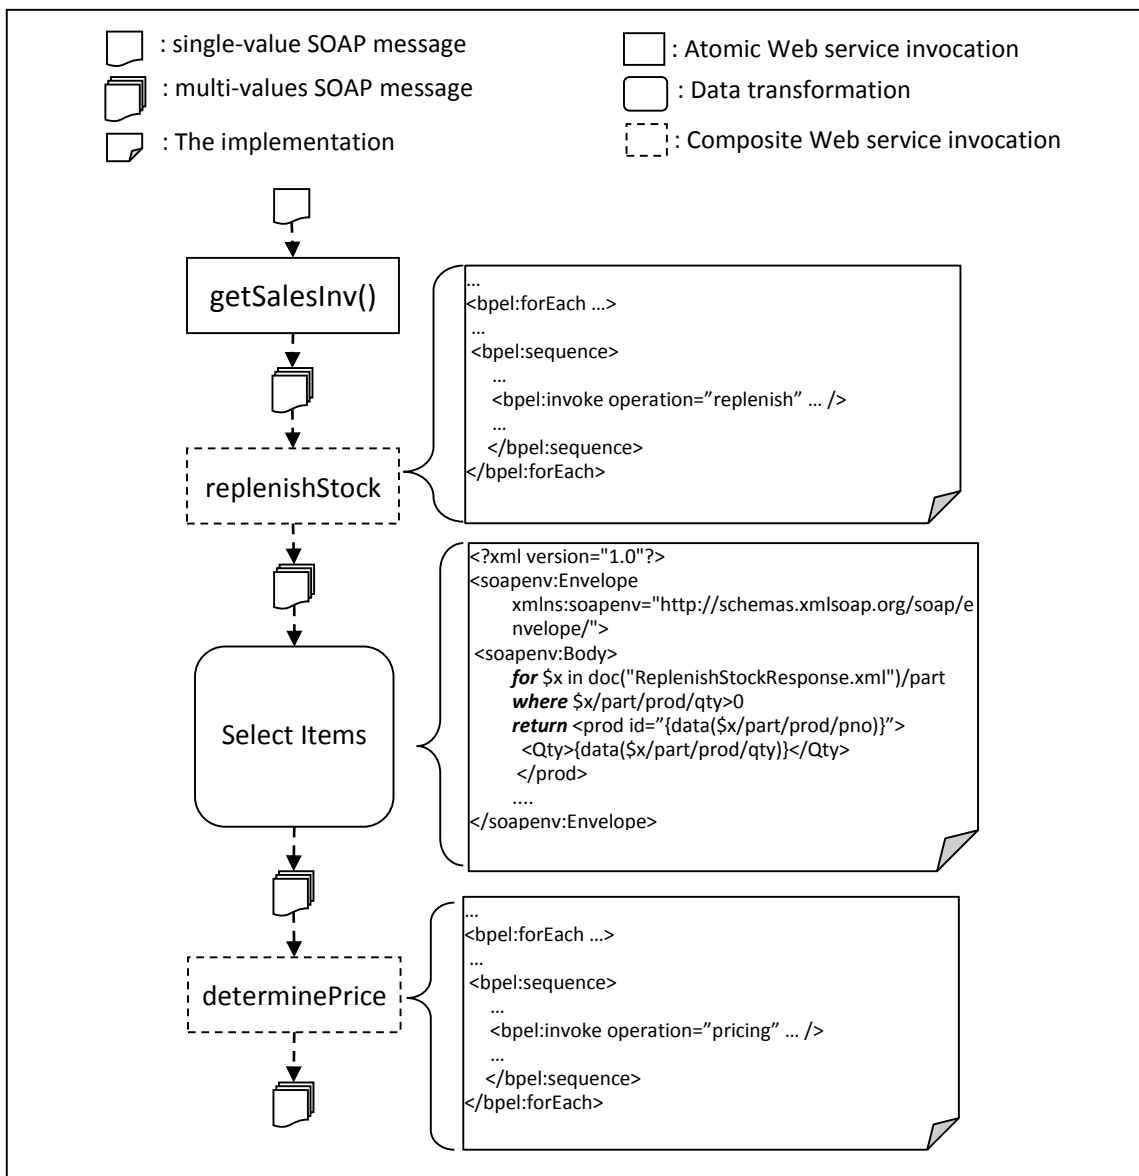 : single-value SOAP message
: multi-values SOAP message
: The implementation
: Atomic Web service invocation
: Data transformation
: Composite Web service invocation
getSalesInv()
...
<bpel:forEach ...>
...
<bpel:sequence>
...
<bpel:invoke operation=”replenish” ... />
...
</bpel:sequence>
</bpel:forEach>
replenishStock
<?xml version="1.0"?>
<soapenv:Envelope
xmlns:soapenv="http://schemas.xmlsoap.org/soap/e
nvelope/">
<soapenv:Body>
for $x in doc("ReplenishStockResponse.xml")/part
where $x/part/prod/qty>0
return <prod id=”{data($x/part/prod/pno)}”>
<Qty>{data($x/part/prod/qty)}</Qty>
</prod>
....
</soapenv:Envelope>
Select Items
...
<bpel:forEach ...>
...
<bpel:sequence>
...
<bpel:invoke operation=”pricing” ... />
...
</bpel:sequence>
</bpel:forEach>
determinePrice